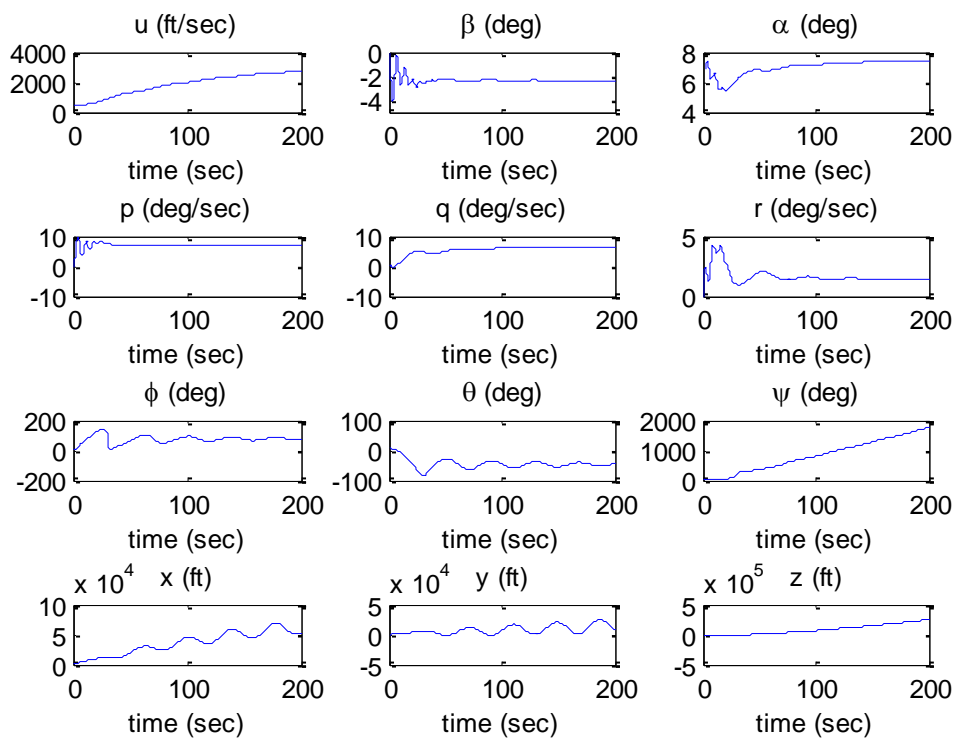 u (ft/sec) β (deg) α (deg)
4000 0 8
2000 -2 6
0 -4 4
0 100 200 0 100 200 0 100 200
time (sec) time (sec) time (sec)
p (deg/sec) q (deg/sec) r (deg/sec)
10 10 5
0 0
-10 -10 0
0 100 200 0 100 200 0 100 200
time (sec) time (sec) time (sec)
ϕ (deg) θ (deg) ψ (deg)
200 100 2000
0 0 1000
-200 -100 0
0 100 200 0 100 200 0 100 200
time (sec) time (sec) time (sec)
x 10^4 x (ft) x 10^4 y (ft) x 10^5 z (ft)
10 5 5
5 0 0
0 -5 -5
0 100 200 0 100 200 0 100 200
time (sec) time (sec) time (sec)